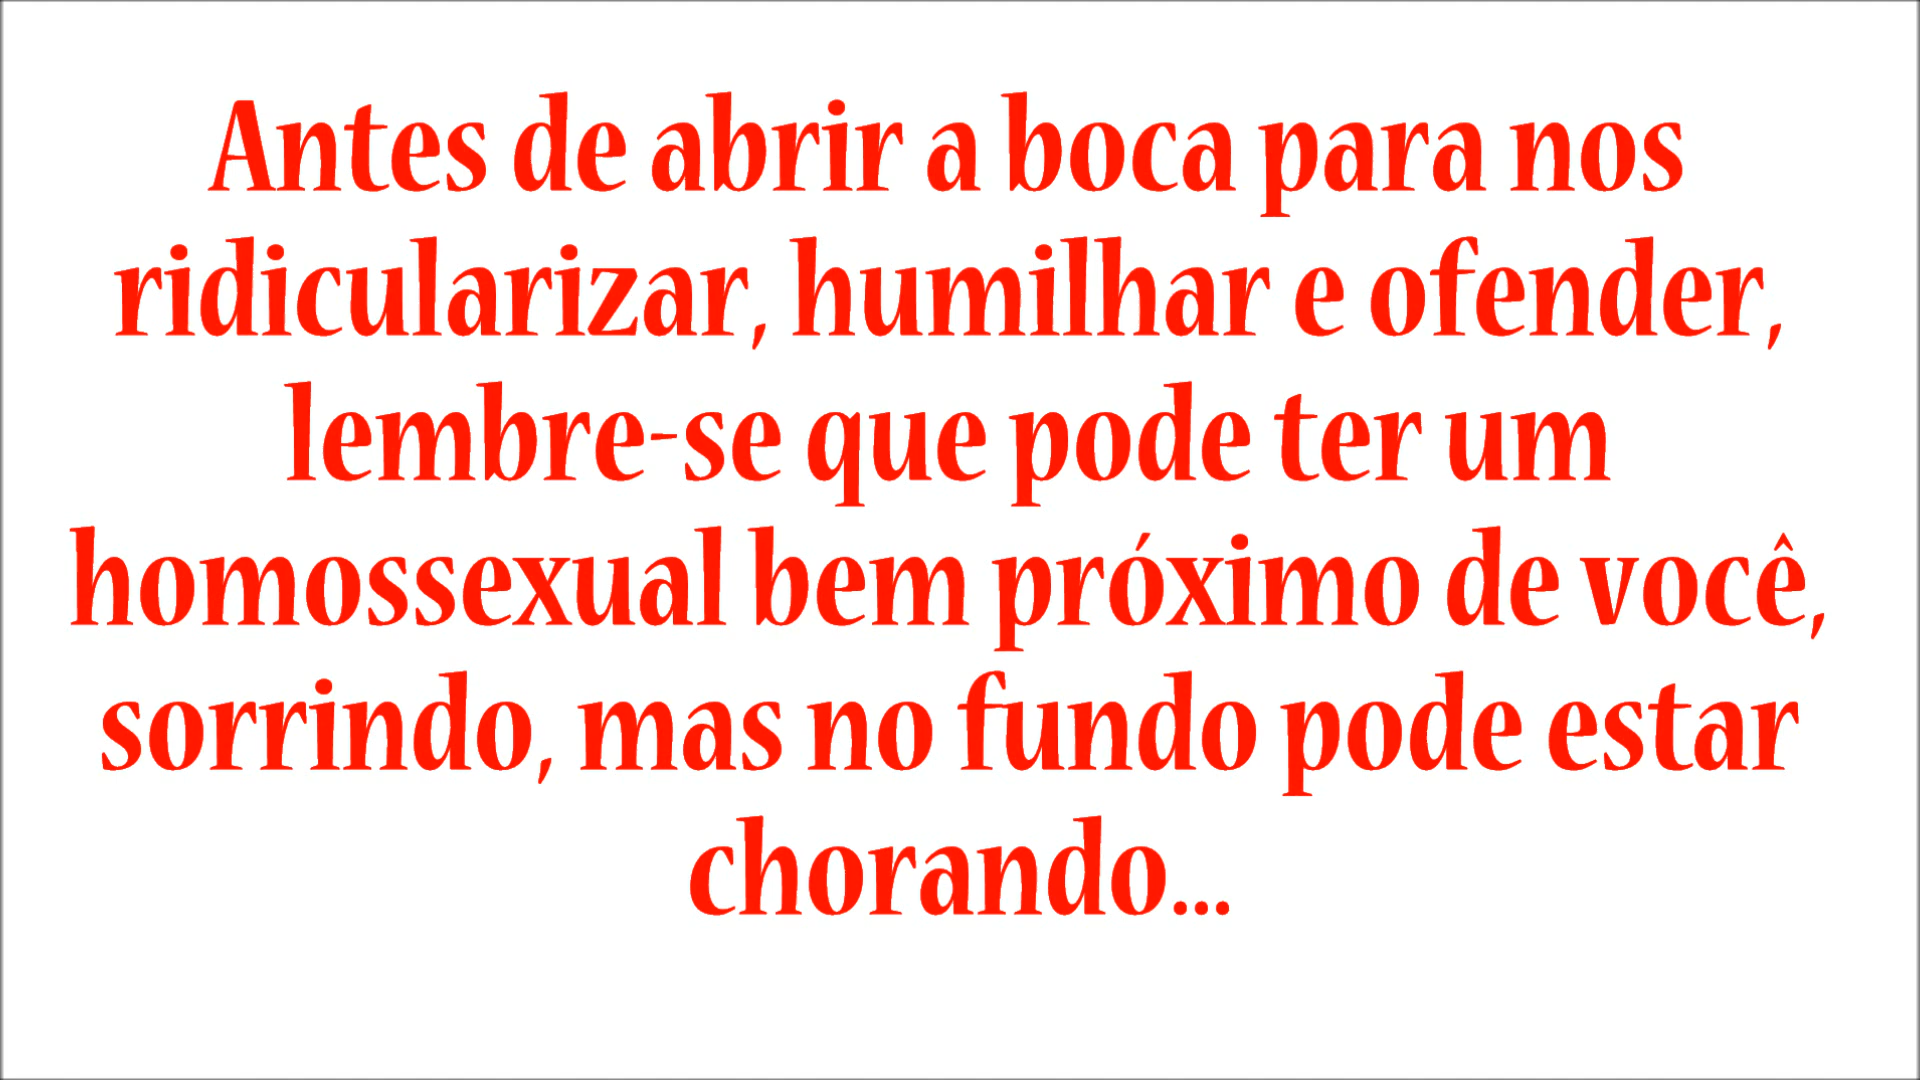 Antes de abrir a boca para nos
ridicularizar, humilhar e ofender,
lembre-se que pode ter um
homossexual bem próximo de você,
sorrindo, mas no fundo pode estar
chorando...